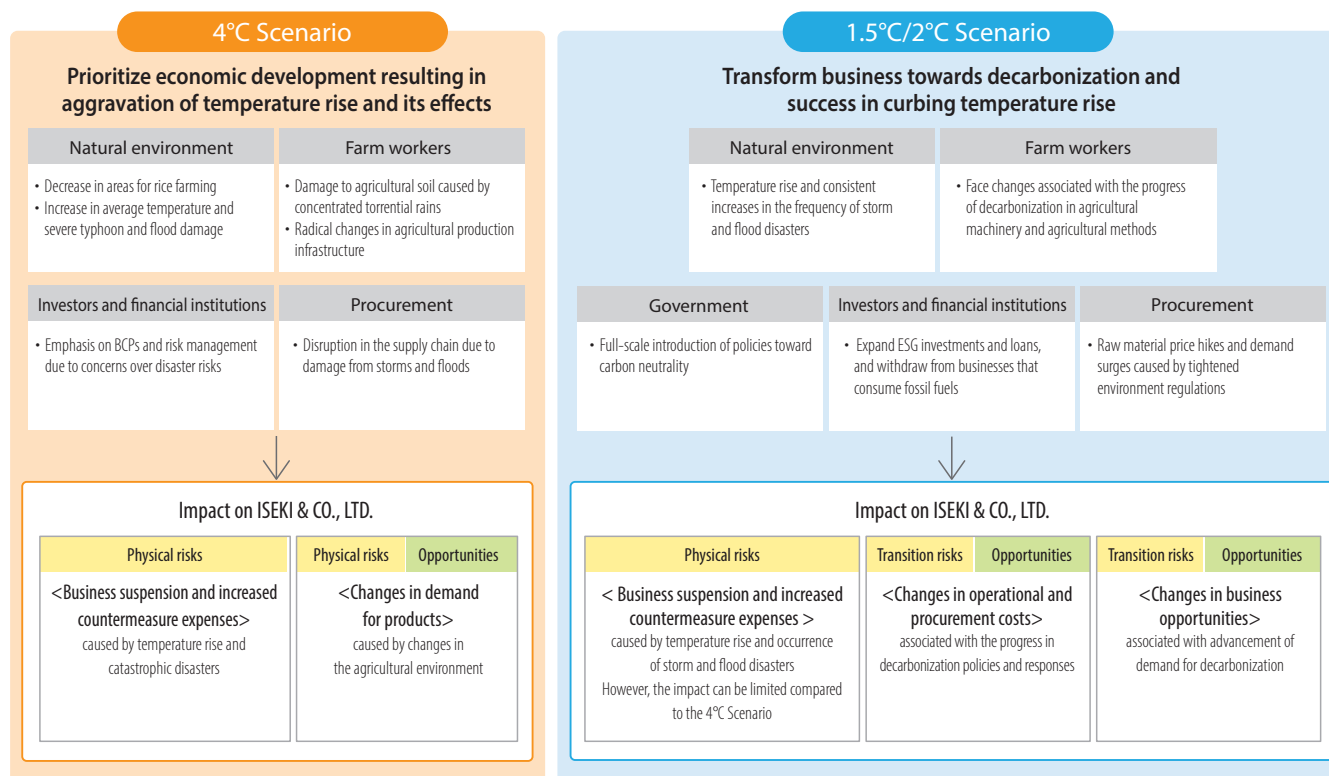 4°C Scenario
Prioritize economic development resulting in
aggravation of temperature rise and its effects
Natural environment
• Decrease in areas for rice farming
• Increase in average temperature and
severe typhoon and flood damage
Farm workers
• Damage to agricultural soil caused by
concentrated torrential rains
• Radical changes in agricultural production
infrastructure
Investors and financial institutions
• Emphasis on BCPs and risk management
due to concerns over disaster risks
Procurement
• Disruption in the supply chain due to
damage from storms and floods
Impact on ISEKI & CO., LTD.
Physical risks
<Business suspension and increased
countermeasure expenses>
caused by temperature rise and
catastrophic disasters
Physical risks
Opportunities
<Changes in demand
for products>
caused by changes in
the agricultural environment
1.5°C/2°C Scenario
Transform business towards decarbonization and
success in curbing temperature rise
Natural environment
• Temperature rise and consistent
increases in the frequency of storm
and flood disasters
Farm workers
• Face changes associated with the progress
of decarbonization in agricultural
machinery and agricultural methods
Government
• Full-scale introduction of policies toward
carbon neutrality
Investors and financial institutions
• Expand ESG investments and loans,
and withdraw from businesses that
consume fossil fuels
Procurement
• Raw material price hikes and demand
surges caused by tightened
environment regulations
Impact on ISEKI & CO., LTD.
Physical risks
< Business suspension and increased
countermeasure expenses >
caused by temperature rise and occurrence
of storm and flood disasters
However, the impact can be limited compared
to the 4°C Scenario
Transition risks
Opportunities
<Changes in operational and
procurement costs>
associated with the progress in
decarbonization policies and responses
Transition risks
Opportunities
<Changes in business
opportunities>
associated with advancement of
demand for decarbonization